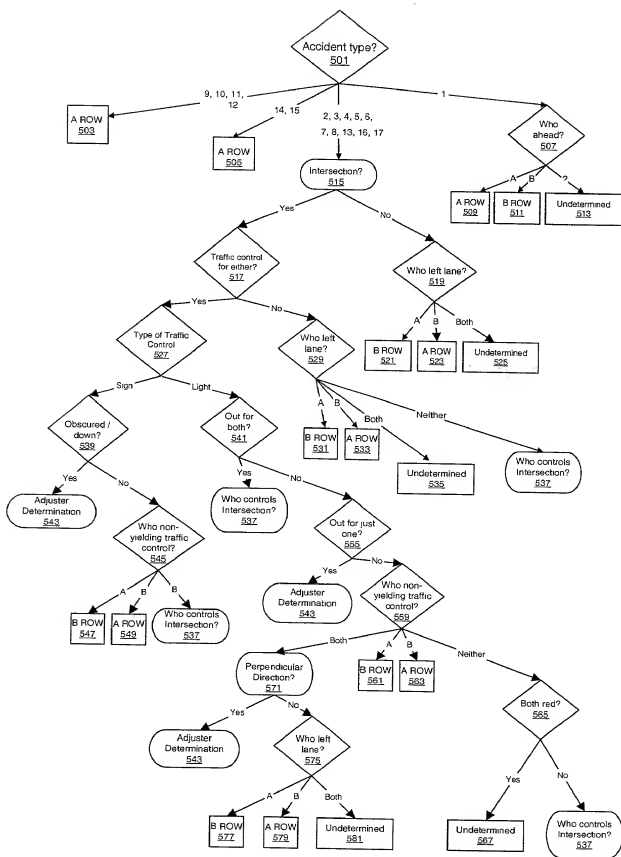 Accident type?
501
9, 10, 11,
12
14, 15
2, 3, 4, 5, 6,
7, 8, 13, 16, 17
1
A ROW
503
A ROW
505
Who
ahead?
507
A
B
?
A ROW
509
B ROW
511
Undetermined
513
Intersection?
515
Yes
No
Traffic control
for either?
517
Who left lane?
519
Yes
No
A
B
Both
B ROW
521
A ROW
523
Undetermined
525
Type of Traffic
Control
527
Who left
lane?
529
Sign
Light
A
B
Both
Neither
Obscured /
down?
539
Out for
both?
541
B ROW
531
A ROW
533
Undetermined
535
Who controls
Intersection?
537
Yes
No
Yes
No
Adjuster
Determination
543
Who controls
Intersection?
537
Who non-
yielding traffic
control?
545
Out for just
one?
555
A
B
B
Yes
No
B ROW
547
A ROW
549
Who controls
Intersection?
537
Adjuster
Determination
543
Who non-
yielding traffic
control?
559
Both
A
B
Neither
Perpendicular
Direction?
571
B ROW
561
A ROW
563
Both red?
565
Yes
No
Adjuster
Determination
543
Who left
lane?
575
Yes
No
A
B
Both
B ROW
577
A ROW
579
Undetermined
581
Undetermined
567
Who controls
Intersection?
537